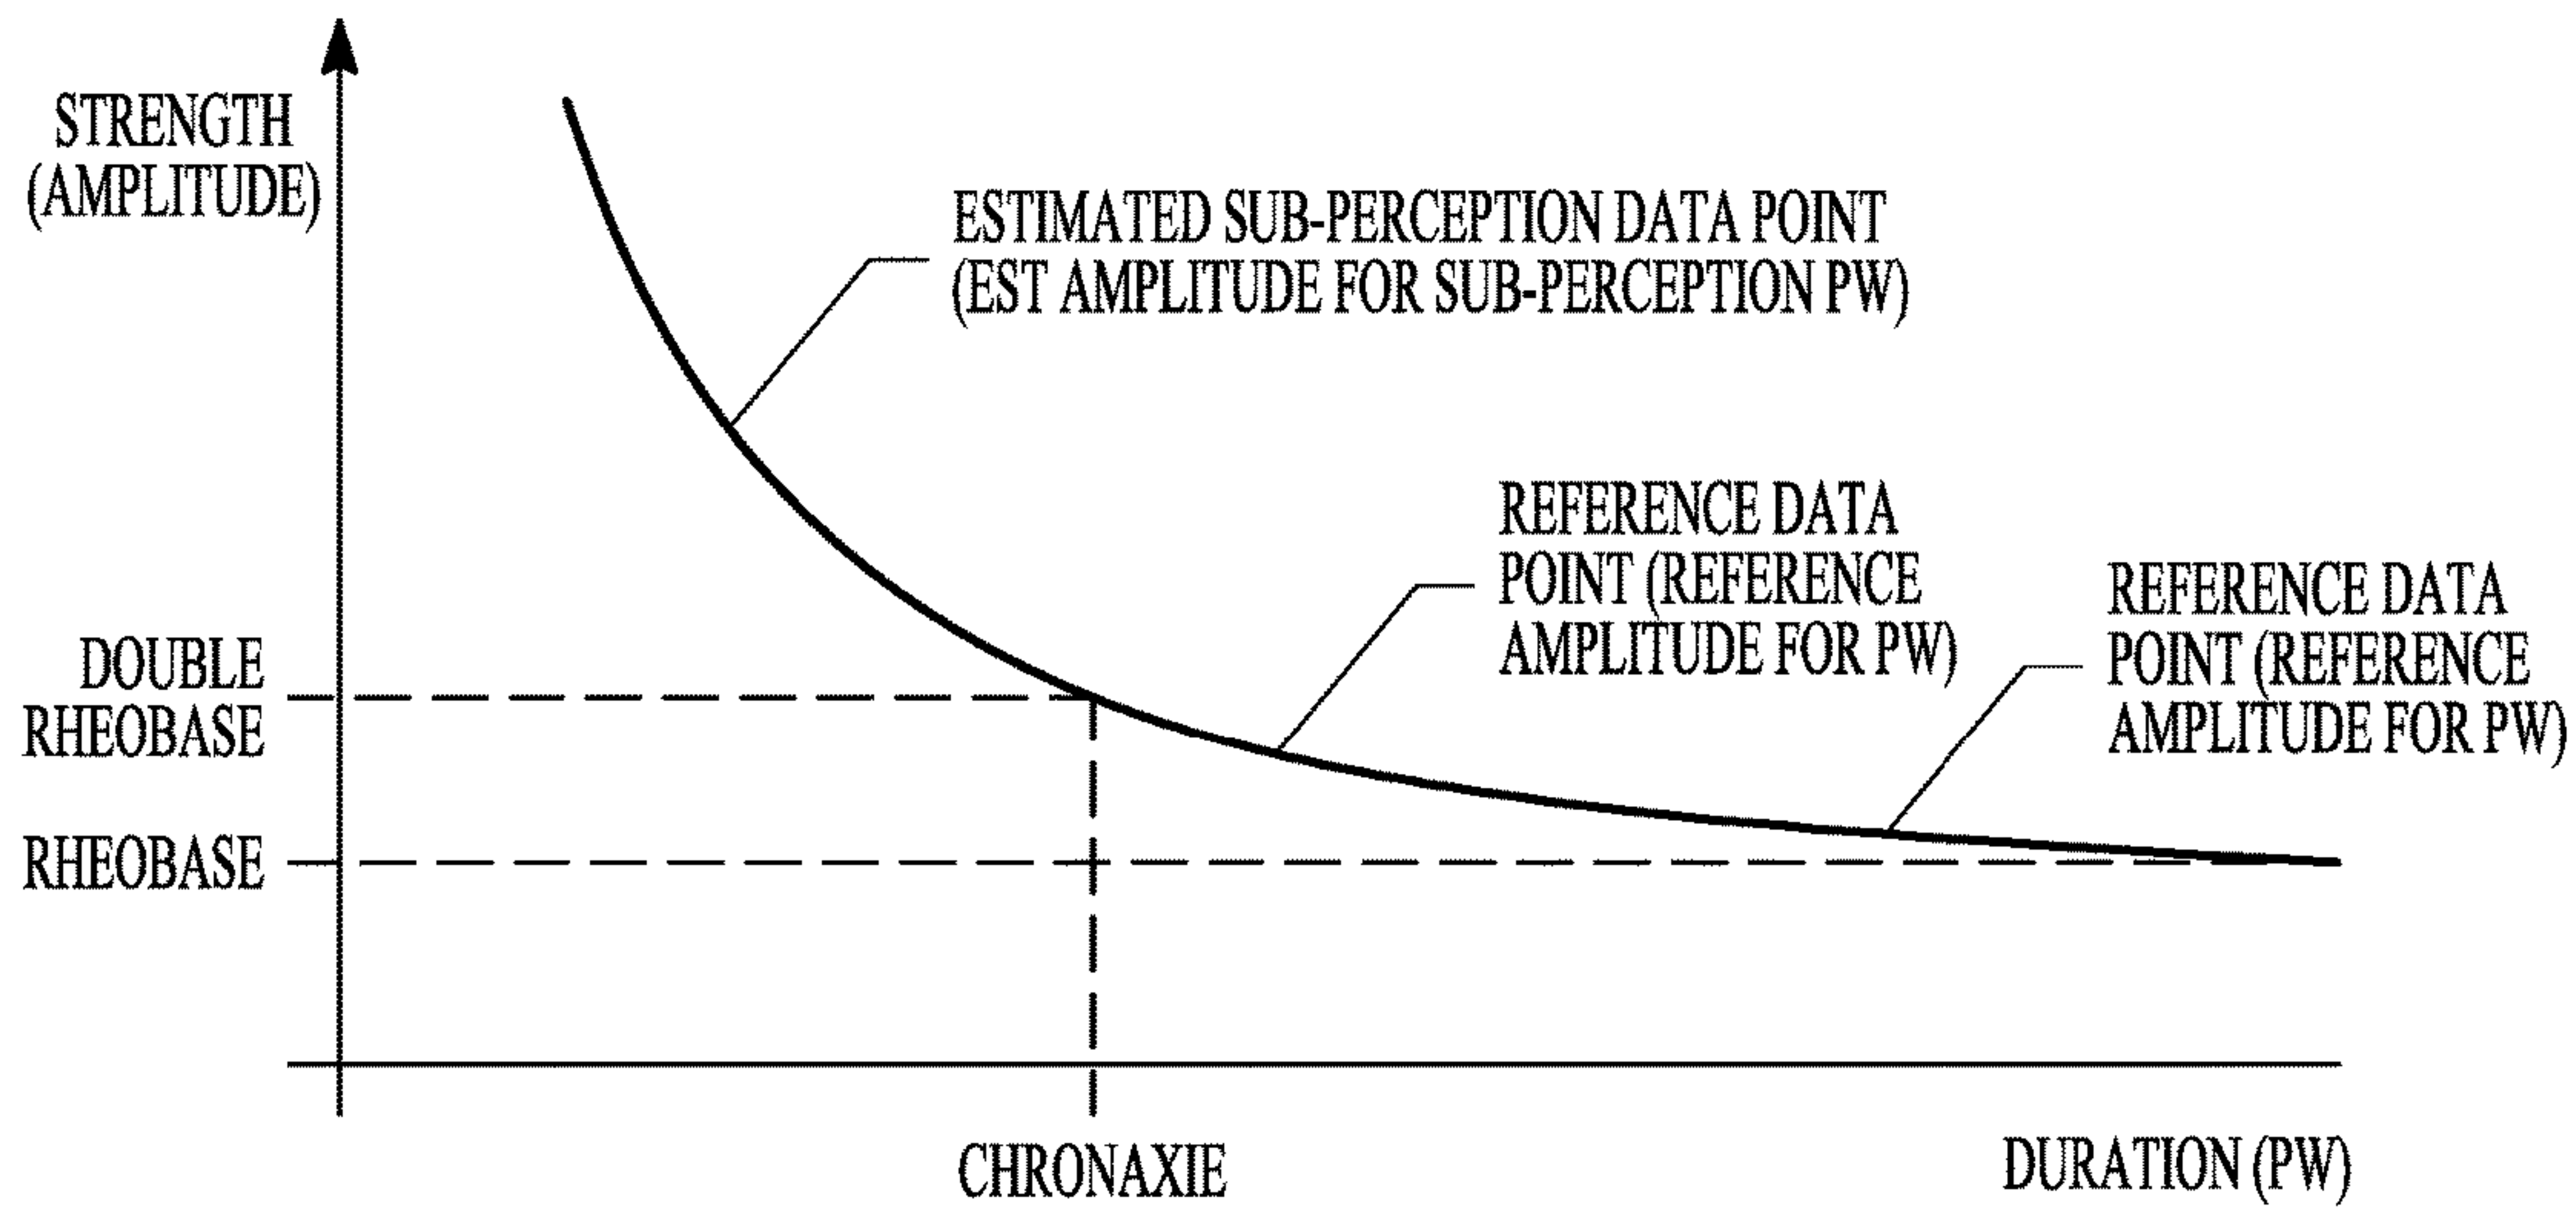 STRENGTH
(AMPLITUDE)
ESTIMATED SUB-PERCEPTION DATA POINT
(EST AMPLITUDE FOR SUB-PERCEPTION PW)
REFERENCE DATA
POINT (REFERENCE
AMPLITUDE FOR PW)
REFERENCE DATA
POINT (REFERENCE
AMPLITUDE FOR PW)
DOUBLE
RHEOBASE
RHEOBASE
CHRONAXIE
DURATION (PW)